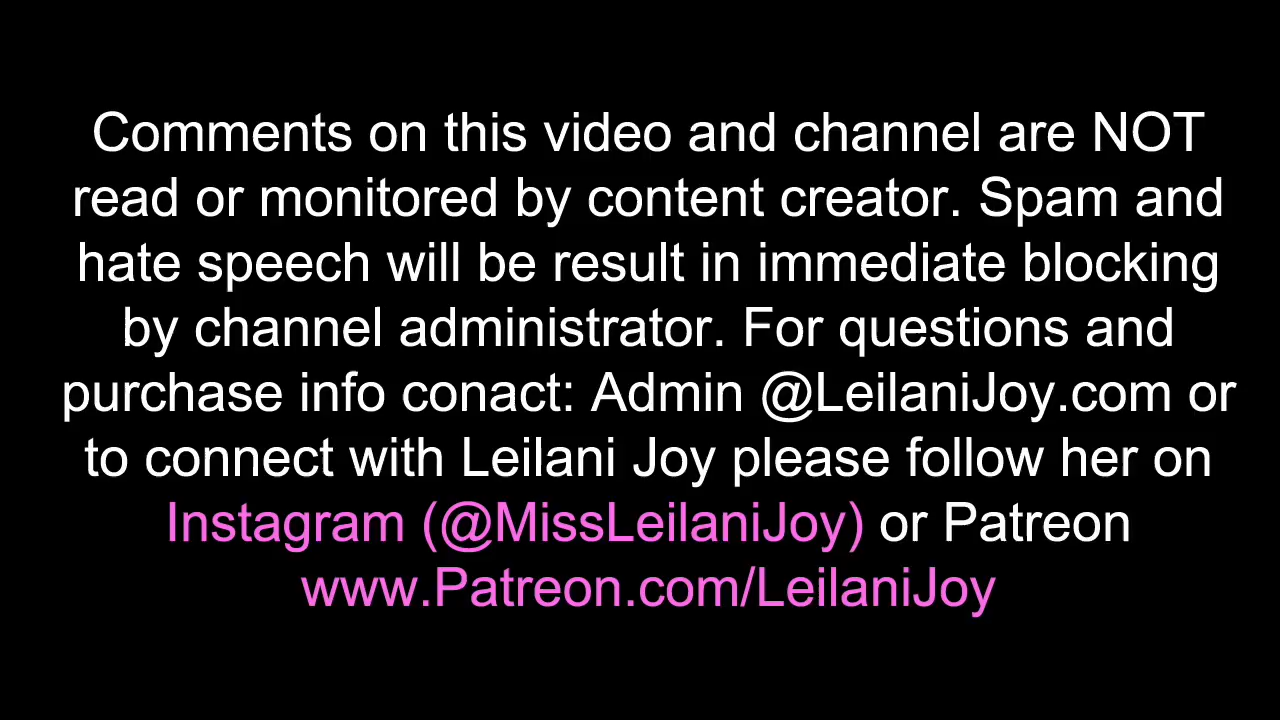 Comments on this video and channel are NOT
read or monitored by content creator. Spam and
hate speech will be result in immediate blocking
by channel administrator. For questions and
purchase info conact: Admin @LeilaniJoy.com or
to connect with Leilani Joy please follow her on
Instagram (@MissLeilaniJoy) or Patreon
www.Patreon.com/LeilaniJoy